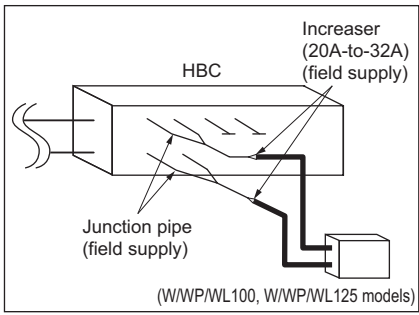 Increaser
(20A-to-32A)
(field supply)
HBC
Junction pipe
(field supply)
(W/WP/WL100, W/WP/WL125 models)